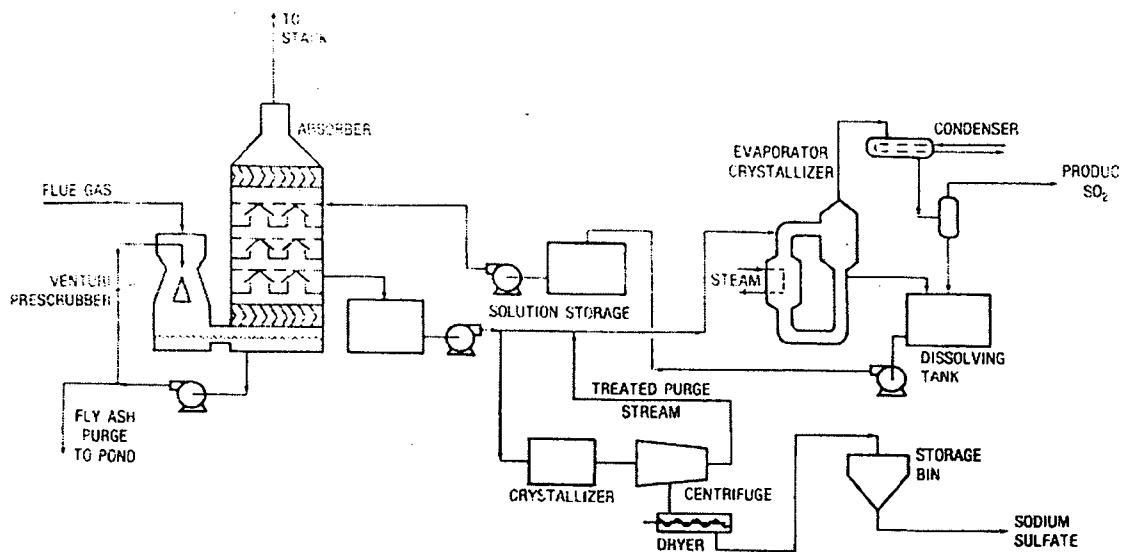 TO
STACK
ABSORBER
CONDENSER
EVAPORATOR
CRYSTALLIZER
PRODUC
SO₂
FLUE GAS
VENTURI
PRESCRUBBER
STEAM
SOLUTION STORAGE
DISSOLVING
TANK
TREATED PURGE
STREAM
FLY ASH
PURGE
TO POND
CRYSTALLIZER
CENTRIFUGE
STORAGE
BIN
DRYER
SODIUM
SULFATE